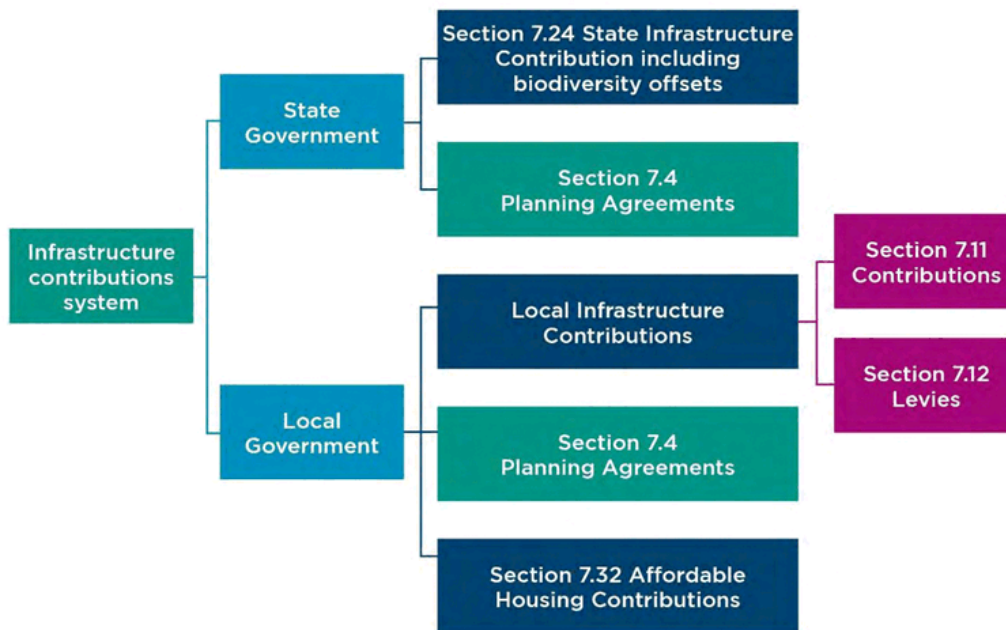 Section 7.24 State Infrastructure
Contribution including
biodiversity offsets
State
Government
Section 7.4
Planning Agreements
Infrastructure
contributions
system
Section 7.11
Contributions
Local Infrastructure
Contributions
Section 7.12
Levies
Local
Government
Section 7.4
Planning Agreements
Section 7.32 Affordable
Housing Contributions